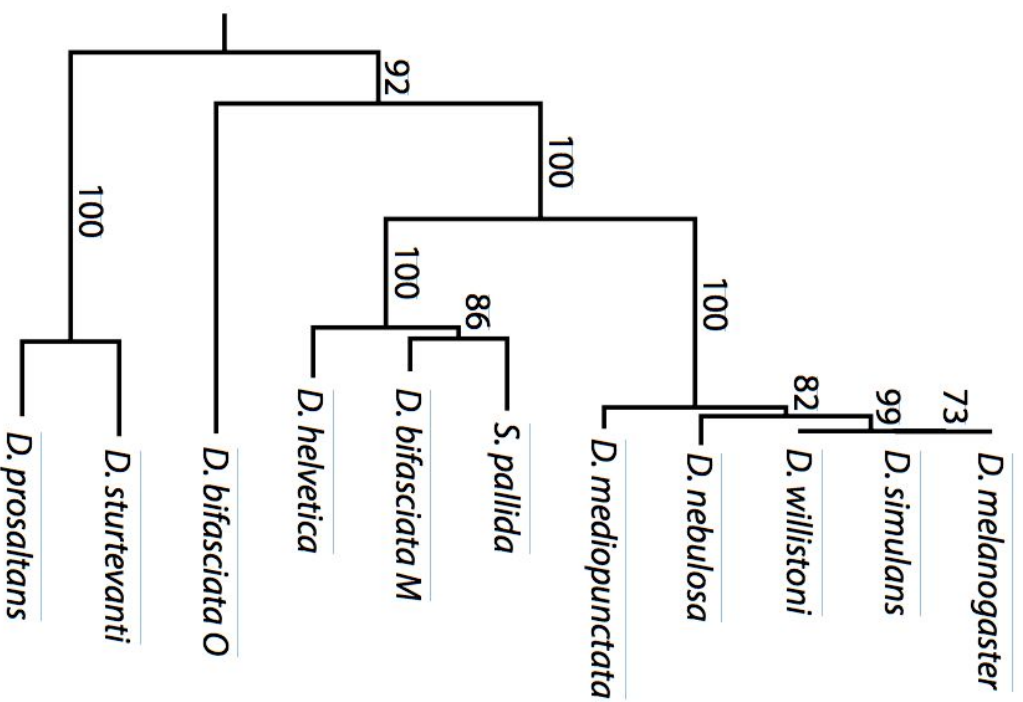 92
100
100
100
100
86
82
99
73
D. prosaltans
D. sturtevanti
D. bifasciata O
D. helvetica
D. bifasciata M
S. pallida
D. mediopunctata
D. nebulosa
D. willistoni
D. simulans
D. melanogaster